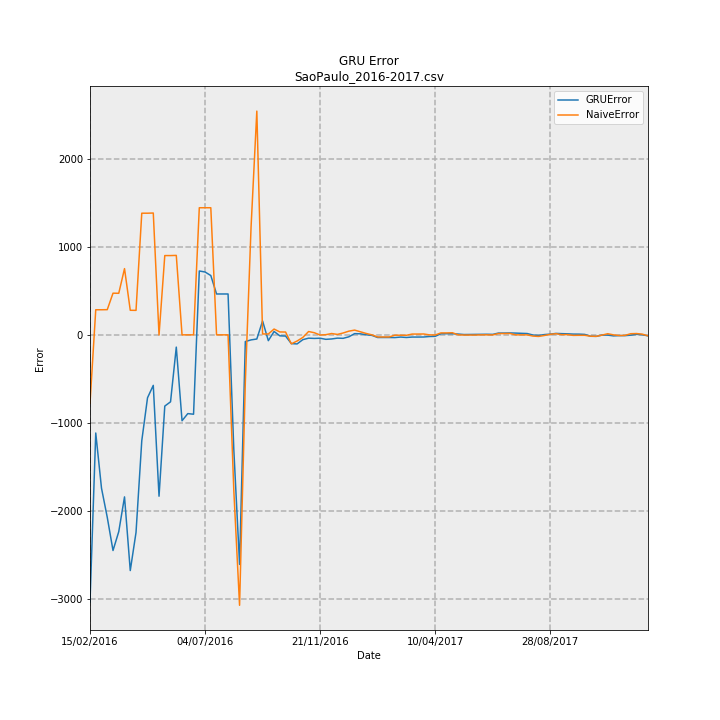 GRU Error
SaoPaulo_2016-2017.csv
GRUError
NaiveError
2000
1000
0
−1000
−2000
−3000
Error
15/02/2016
04/07/2016
21/11/2016
10/04/2017
28/08/2017
Date